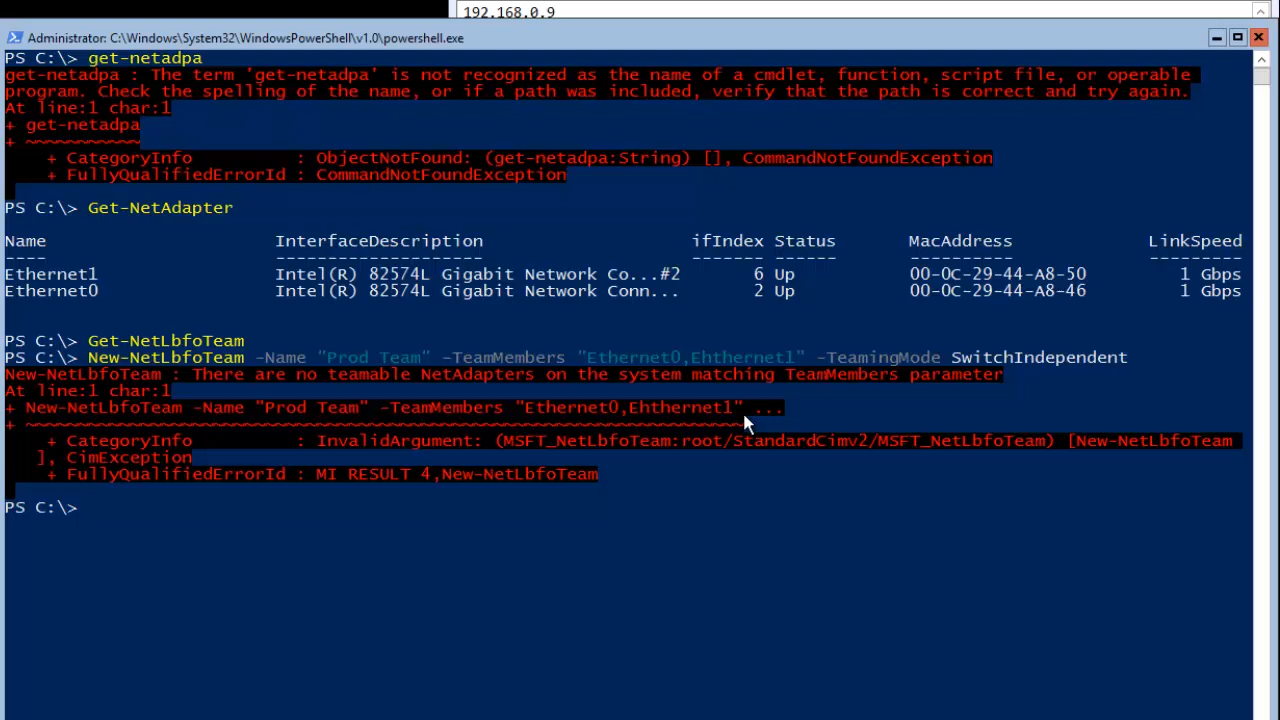 192.168.0.9
Administrator: C:\Windows\System32\WindowsPowerShell\v1.0\powershell.exe
PS C:\> get-netadpa
get-netadpa : The term 'get-netadpa' is not recognized as the name of a cmdlet, function, script file, or operable
program. Check the spelling of the name, or if a path was included, verify that the path is correct and try again.
At line:1 char:1
+ get-netadpa
+ ~~~~~~~~~~~
+ CategoryInfo          : ObjectNotFound: (get-netadpa:String) [], CommandNotFoundException
+ FullyQualifiedErrorId : CommandNotFoundException
PS C:\> Get-NetAdapter
Name                      InterfaceDescription                    ifIndex Status       MacAddress             LinkSpeed
----                      --------------------                    ------- ------       ----------             ---------
Ethernet1                 Intel(R) 82574L Gigabit Network Co...#2       6 Up           00-0C-29-44-A8-50         1 Gbps
Ethernet0                 Intel(R) 82574L Gigabit Network Conn...       2 Up           00-0C-29-44-A8-46         1 Gbps
PS C:\> Get-NetLbfoTeam
PS C:\> New-NetLbfoTeam -Name "Prod Team" -TeamMembers "Ethernet0,Ehthernet1" -TeamingMode SwitchIndependent
New-NetLbfoTeam : There are no teamable NetAdapters on the system matching TeamMembers parameter
At line:1 char:1
+ New-NetLbfoTeam -Name "Prod Team" -TeamMembers "Ethernet0,Ehthernet1" ...
+ ~~~~~~~~~~~~~~~~~~~~~~~~~~~~~~~~~~~~~~~~~~~~~~~~~~~~~~~~~~~~~~~~~~~~~
+ CategoryInfo          : InvalidArgument: (MSFT_NetLbfoTeam:root/StandardCimv2/MSFT_NetLbfoTeam) [New-NetLbfoTeam
], CimException
+ FullyQualifiedErrorId : MI RESULT 4,New-NetLbfoTeam
PS C:\>